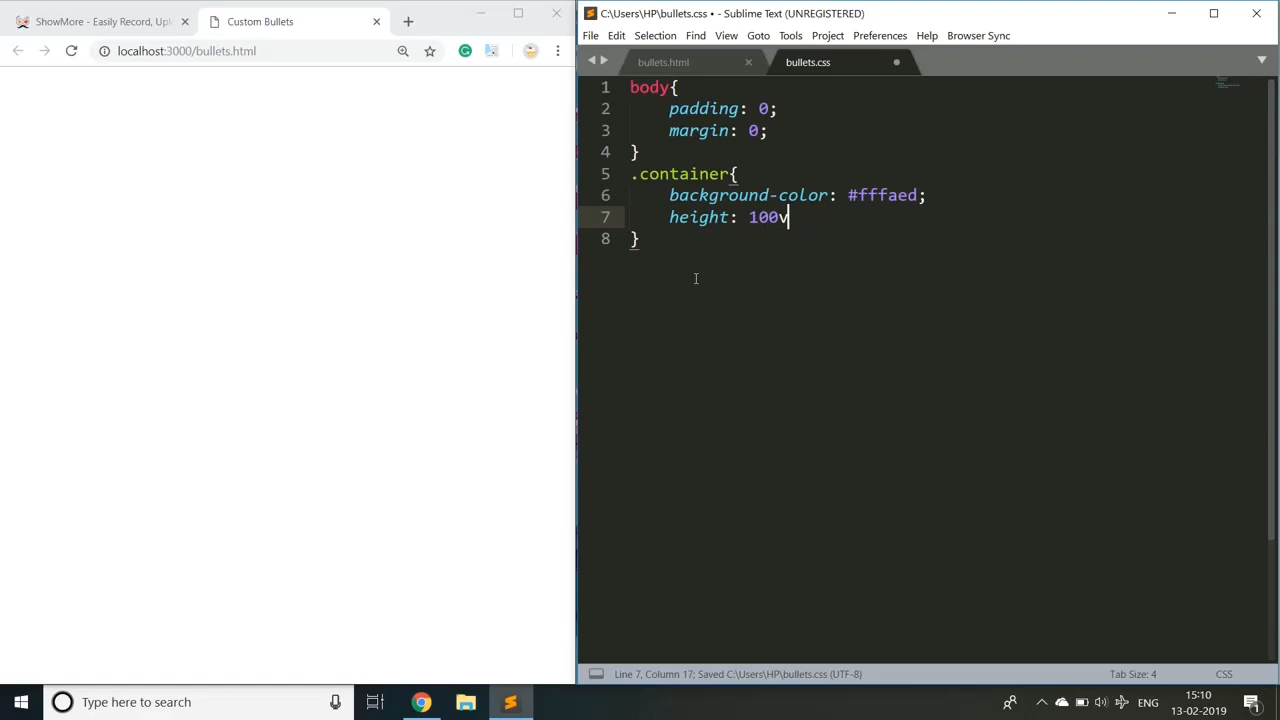 ShowMore - Easily Record, Uplo
Custom Bullets
localhost:3000/bullets.html
C:\Users\HP\bullets.css • - Sublime Text (UNREGISTERED)
File Edit Selection Find View Goto Tools Project Preferences Help Browser Sync
bullets.html
bullets.css
1 body{
2 padding: 0;
3 margin: 0;
4 }
5 .container{
6 background-color: #fffaed;
7 height: 100v
8 }
Line 7, Column 17; Saved C:\Users\HP\bullets.css (UTF-8)
Tab Size: 4
CSS
Type here to search
ENG
15:10
13-02-2019
1